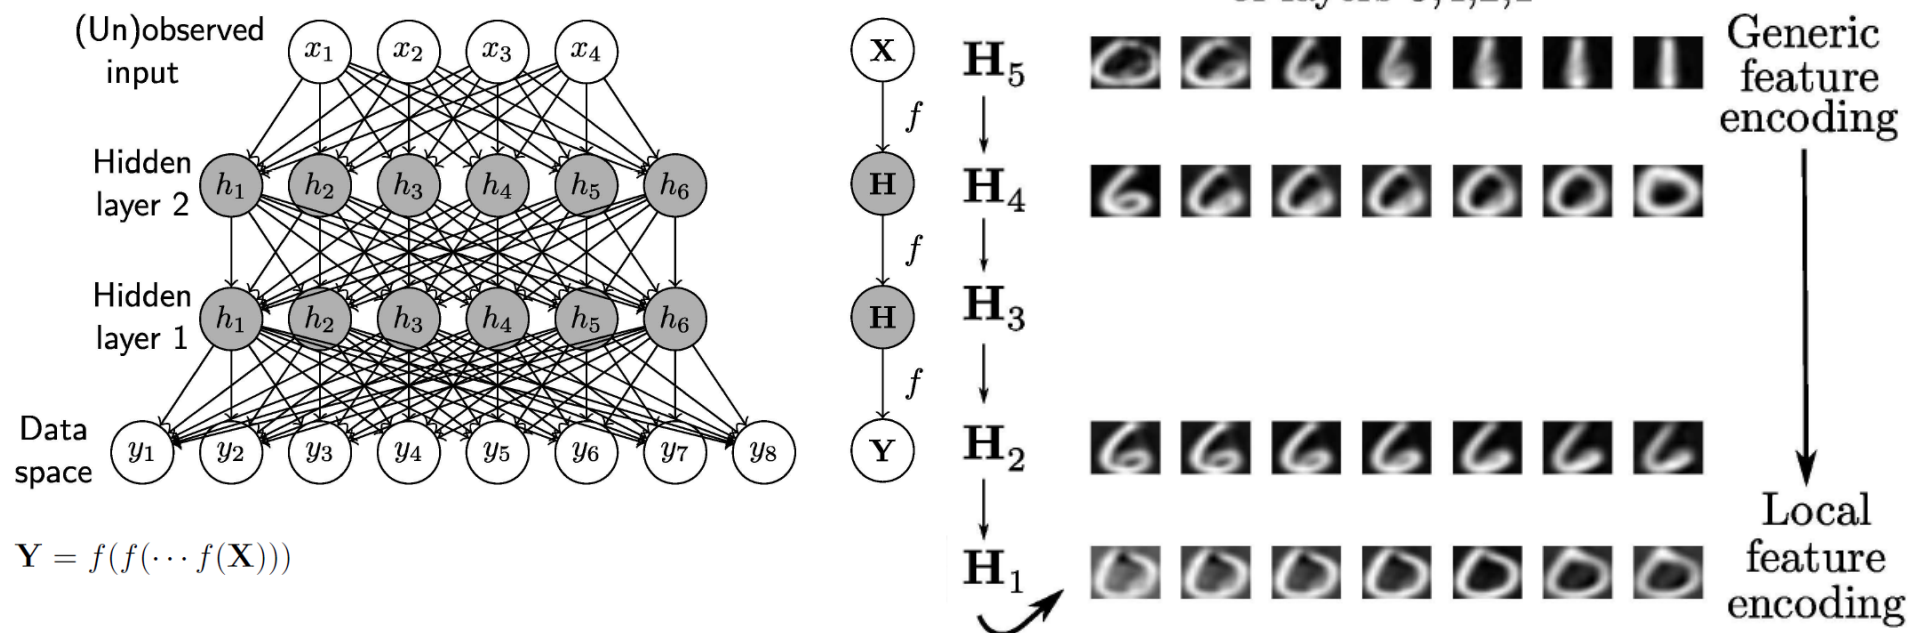 (Un)observed
input
x₁ x₂ x₃ x₄
Hidden
layer 2
h₁ h₂ h₃ h₄ h₅ h₆
Hidden
layer 1
h₁ h₂ h₃ h₄ h₅ h₆
Data
space
y₁ y₂ y₃ y₄ y₅ y₆ y₇ y₈
Y = f(f(⋯ f(X)))
X
f
H
f
H
f
Y
H₅
H₄
H₃
H₂
H₁
Generic
feature
encoding
Local
feature
encoding